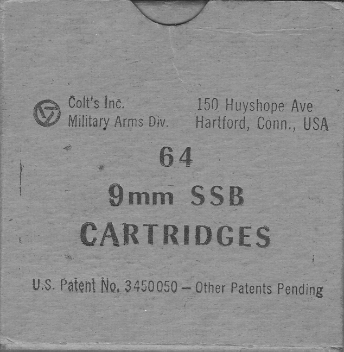 Colt's Inc. 150 Huyshope Ave
Military Arms Div. Hartford, Conn., USA
64
9mm SSB
CARTRIDGES
U.S. Patent No. 3450050 — Other Patents Pending